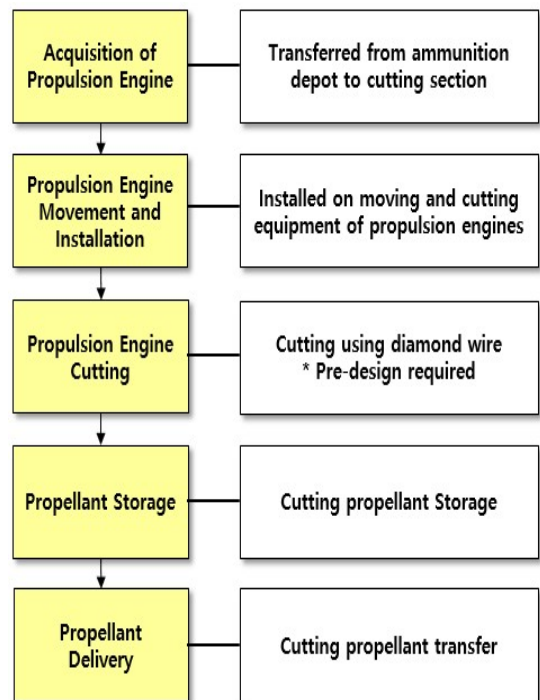 Acquisition of
Propulsion Engine
Transferred from ammunition
depot to cutting section
Propulsion Engine
Movement and
Installation
Installed on moving and cutting
equipment of propulsion engines
Propulsion Engine
Cutting
Cutting using diamond wire
* Pre-design required
Propellant Storage
Cutting propellant Storage
Propellant
Delivery
Cutting propellant transfer